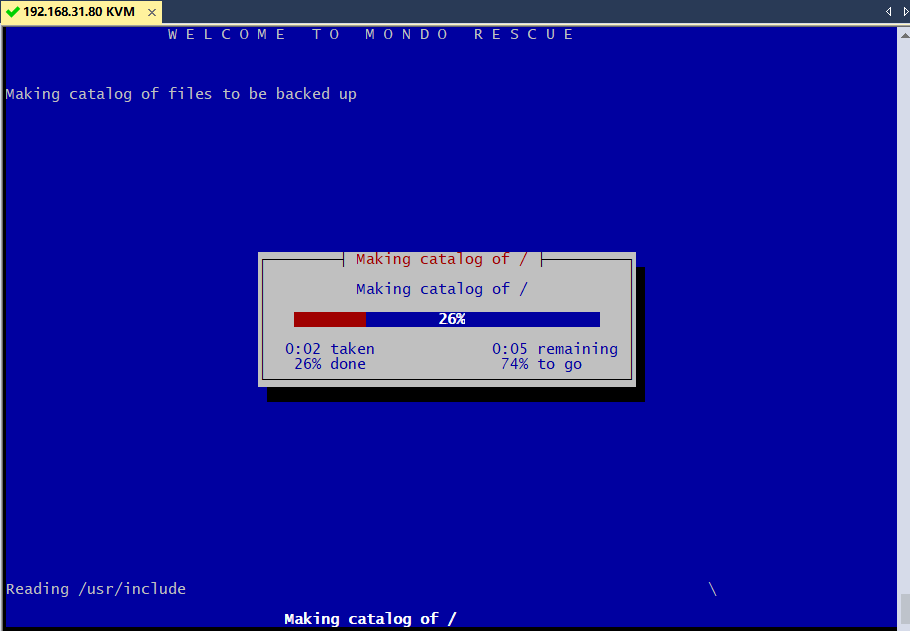 192.168.31.80 KVM
W E L C O M E   T O   M O N D O   R E S C U E
Making catalog of files to be backed up
Making catalog of /
Making catalog of /
26%
0:02 taken 0:05 remaining
26% done 74% to go
Reading /usr/include \
Making catalog of /